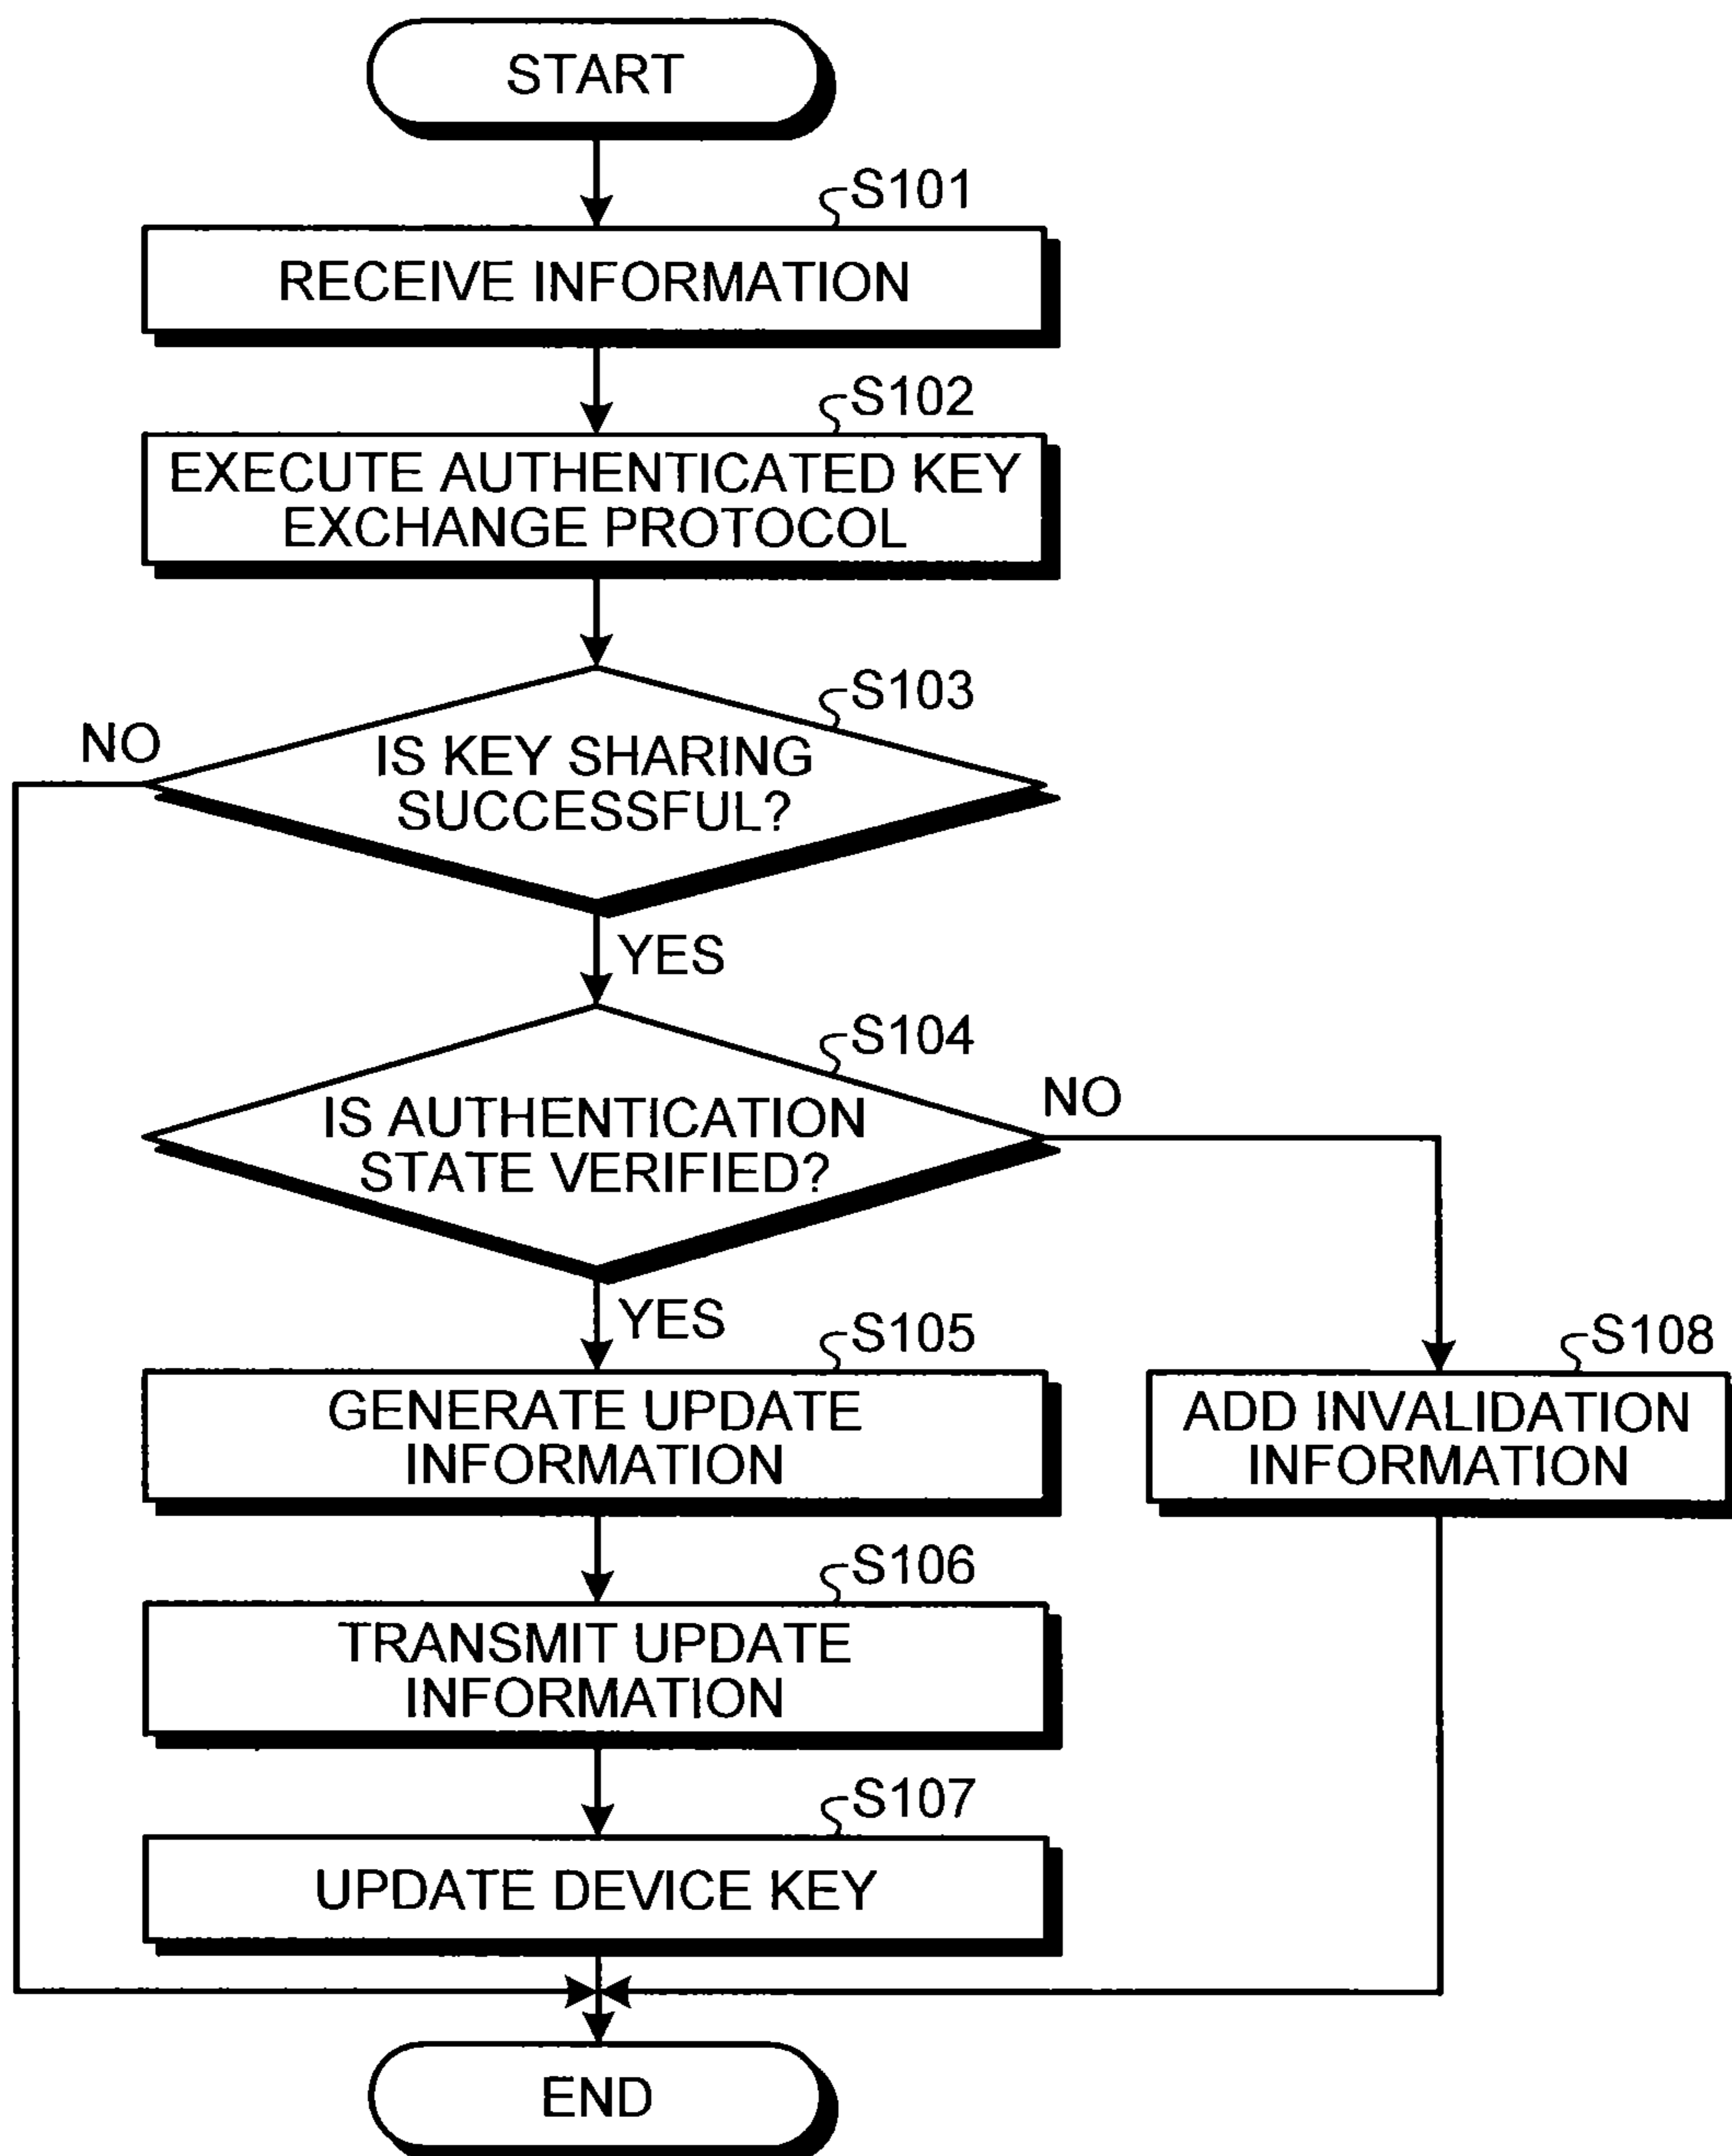 START
S101
RECEIVE INFORMATION
S102
EXECUTE AUTHENTICATED KEY
EXCHANGE PROTOCOL
S103
NO
IS KEY SHARING
SUCCESSFUL?
YES
S104
NO
IS AUTHENTICATION
STATE VERIFIED?
YES
S105
GENERATE UPDATE
INFORMATION
S108
ADD INVALIDATION
INFORMATION
S106
TRANSMIT UPDATE
INFORMATION
S107
UPDATE DEVICE KEY
END